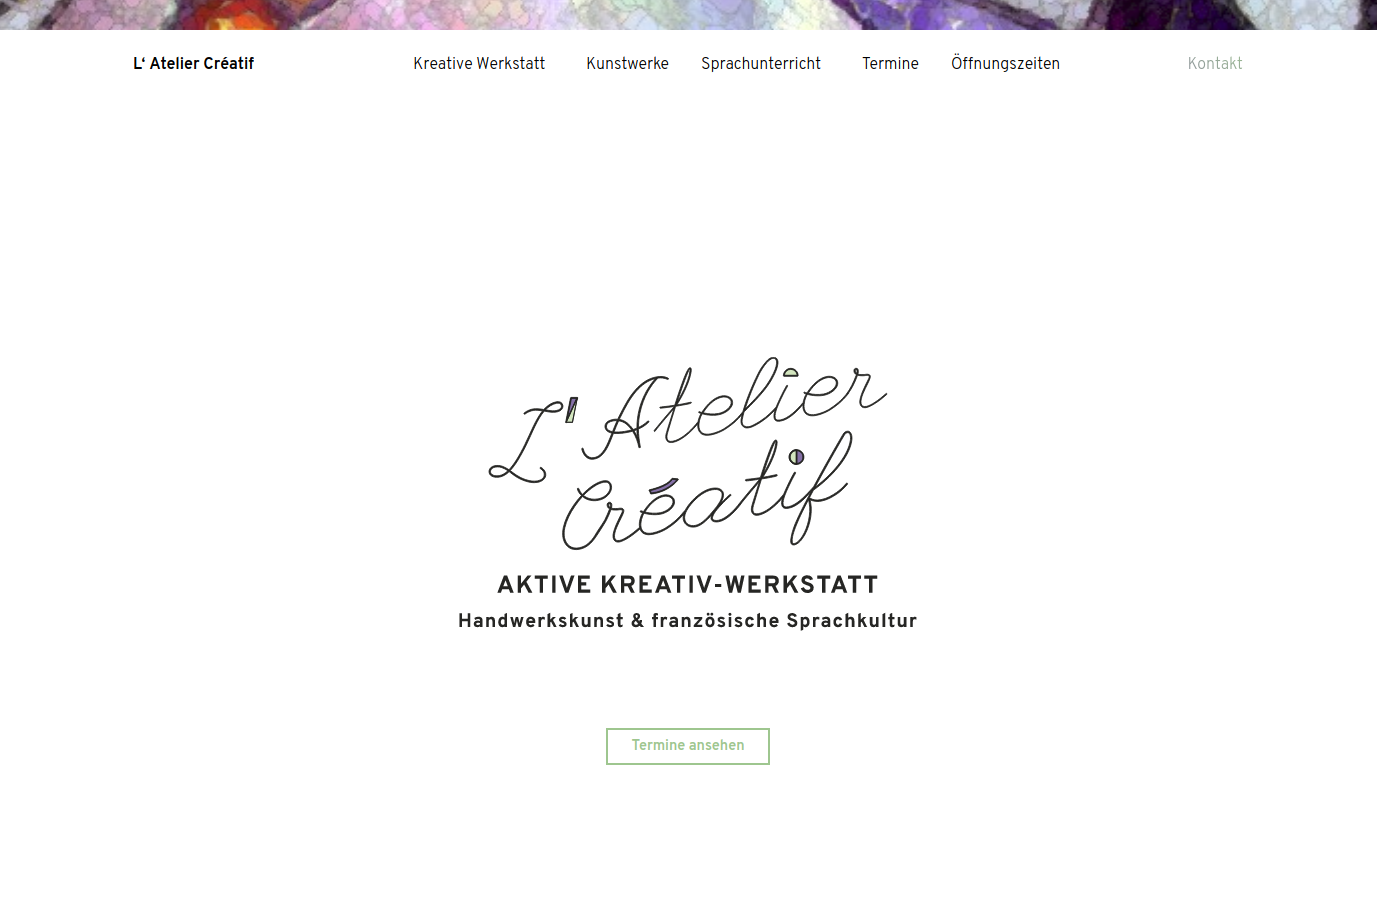 L‘ Atelier Créatif Kreative Werkstatt Kunstwerke Sprachunterricht Termine Öffnungszeiten Kontakt
L' Atelier
Créatif
AKTIVE KREATIV-WERKSTATT
Handwerkskunst & französische Sprachkultur
Termine ansehen